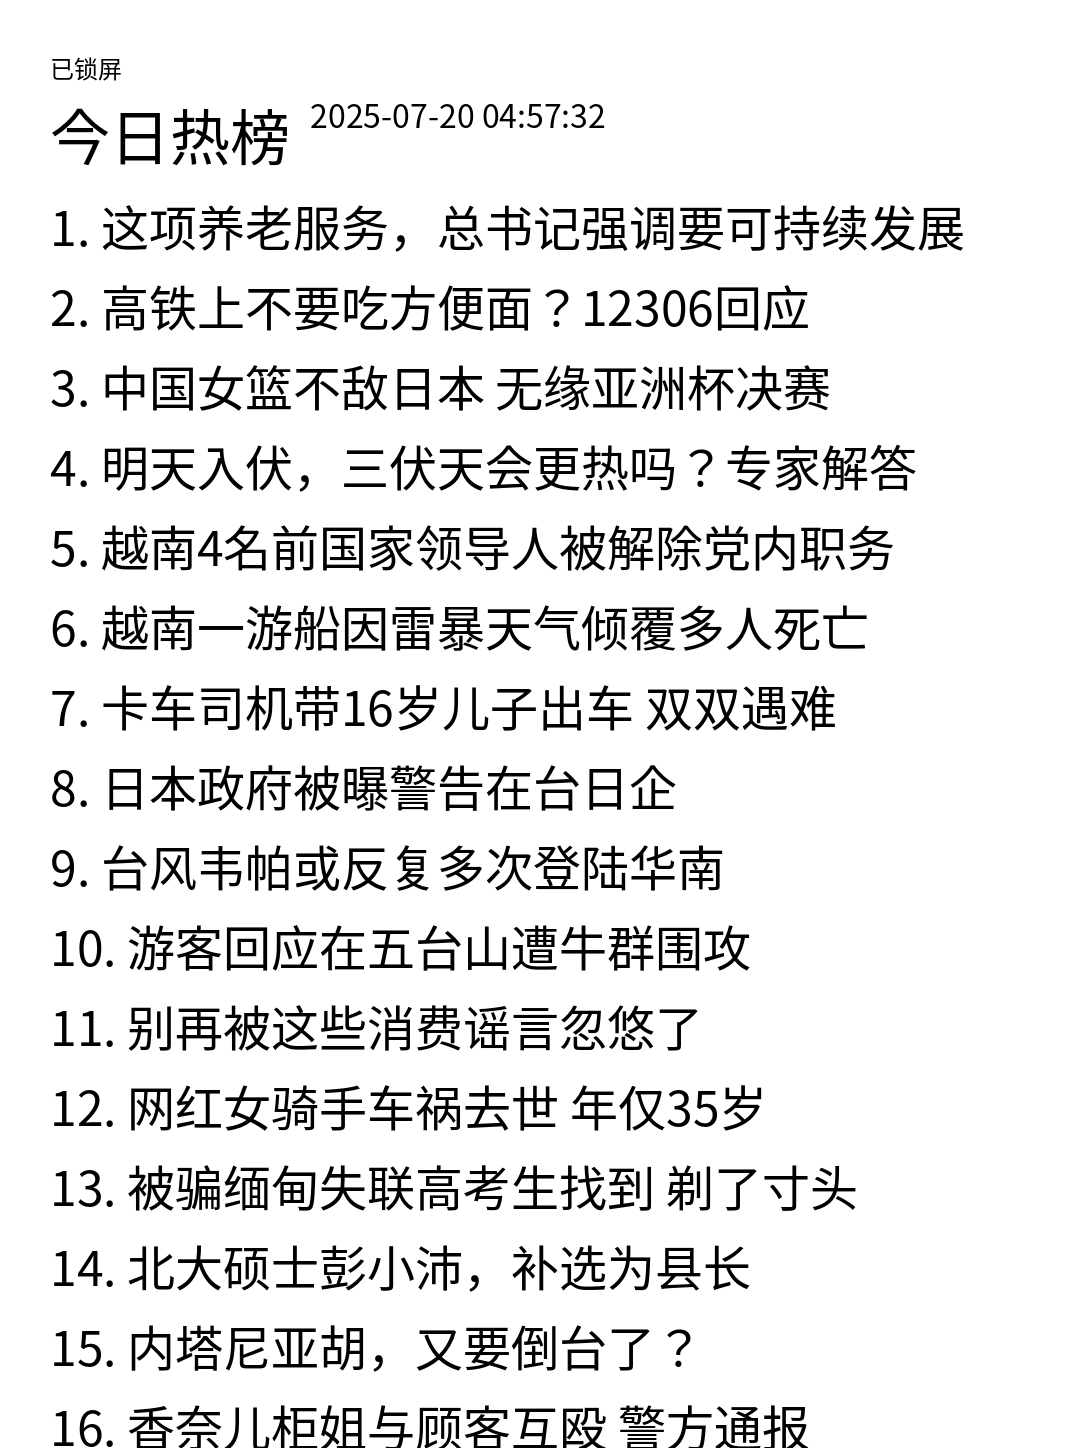 已锁屏
今日热榜 2025-07-20 04:57:32
1. 这项养老服务，总书记强调要可持续发展
2. 高铁上不要吃方便面？12306回应
3. 中国女篮不敌日本 无缘亚洲杯决赛
4. 明天入伏，三伏天会更热吗？专家解答
5. 越南4名前国家领导人被解除党内职务
6. 越南一游船因雷暴天气倾覆多人死亡
7. 卡车司机带16岁儿子出车 双双遇难
8. 日本政府被曝警告在台日企
9. 台风韦帕或反复多次登陆华南
10. 游客回应在五台山遭牛群围攻
11. 别再被这些消费谣言忽悠了
12. 网红女骑手车祸去世 年仅35岁
13. 被骗缅甸失联高考生找到 剃了寸头
14. 北大硕士彭小沛，补选为县长
15. 内塔尼亚胡，又要倒台了？
16. 香奈儿柜姐与顾客互殴 警方通报